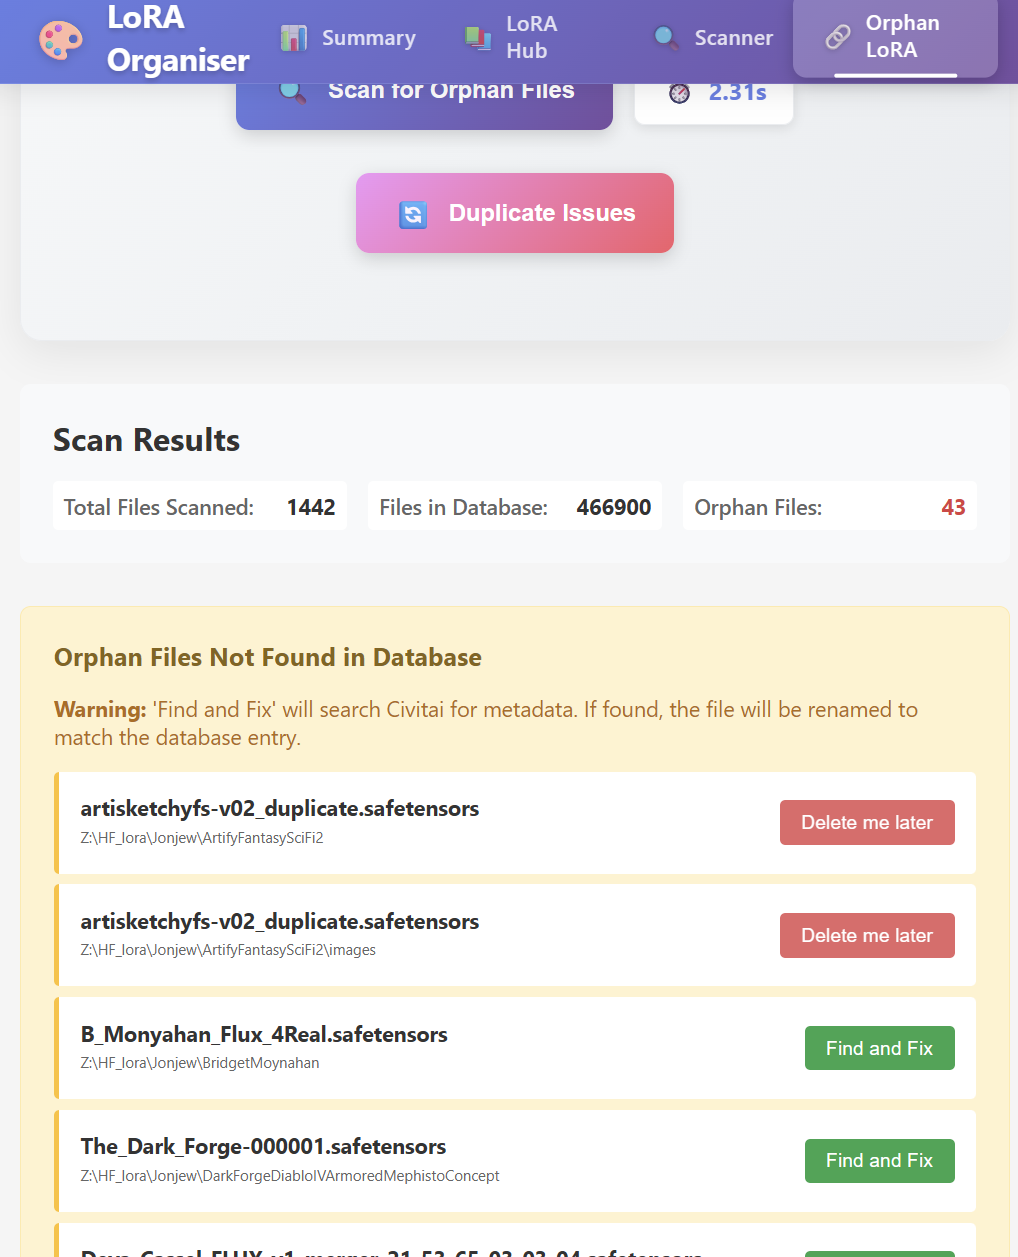 LoRA
Organiser
Summary
LoRA
Hub
Scanner
Orphan
LoRA
Scan for Orphan Files
2.31s
Duplicate Issues
Scan Results
Total Files Scanned: 1442
Files in Database: 466900
Orphan Files: 43
Orphan Files Not Found in Database
Warning: 'Find and Fix' will search Civitai for metadata. If found, the file will be renamed to
match the database entry.
artisketchyfs-v02_duplicate.safetensors
Z:\HF_lora\Jonjew\ArtifyFantasySciFi2
Delete me later
artisketchyfs-v02_duplicate.safetensors
Z:\HF_lora\Jonjew\ArtifyFantasySciFi2\images
Delete me later
B_Monyahan_Flux_4Real.safetensors
Z:\HF_lora\Jonjew\BridgetMoynahan
Find and Fix
The_Dark_Forge-000001.safetensors
Z:\HF_lora\Jonjew\DarkForgeDiabloIVArmoredMephistoConcept
Find and Fix